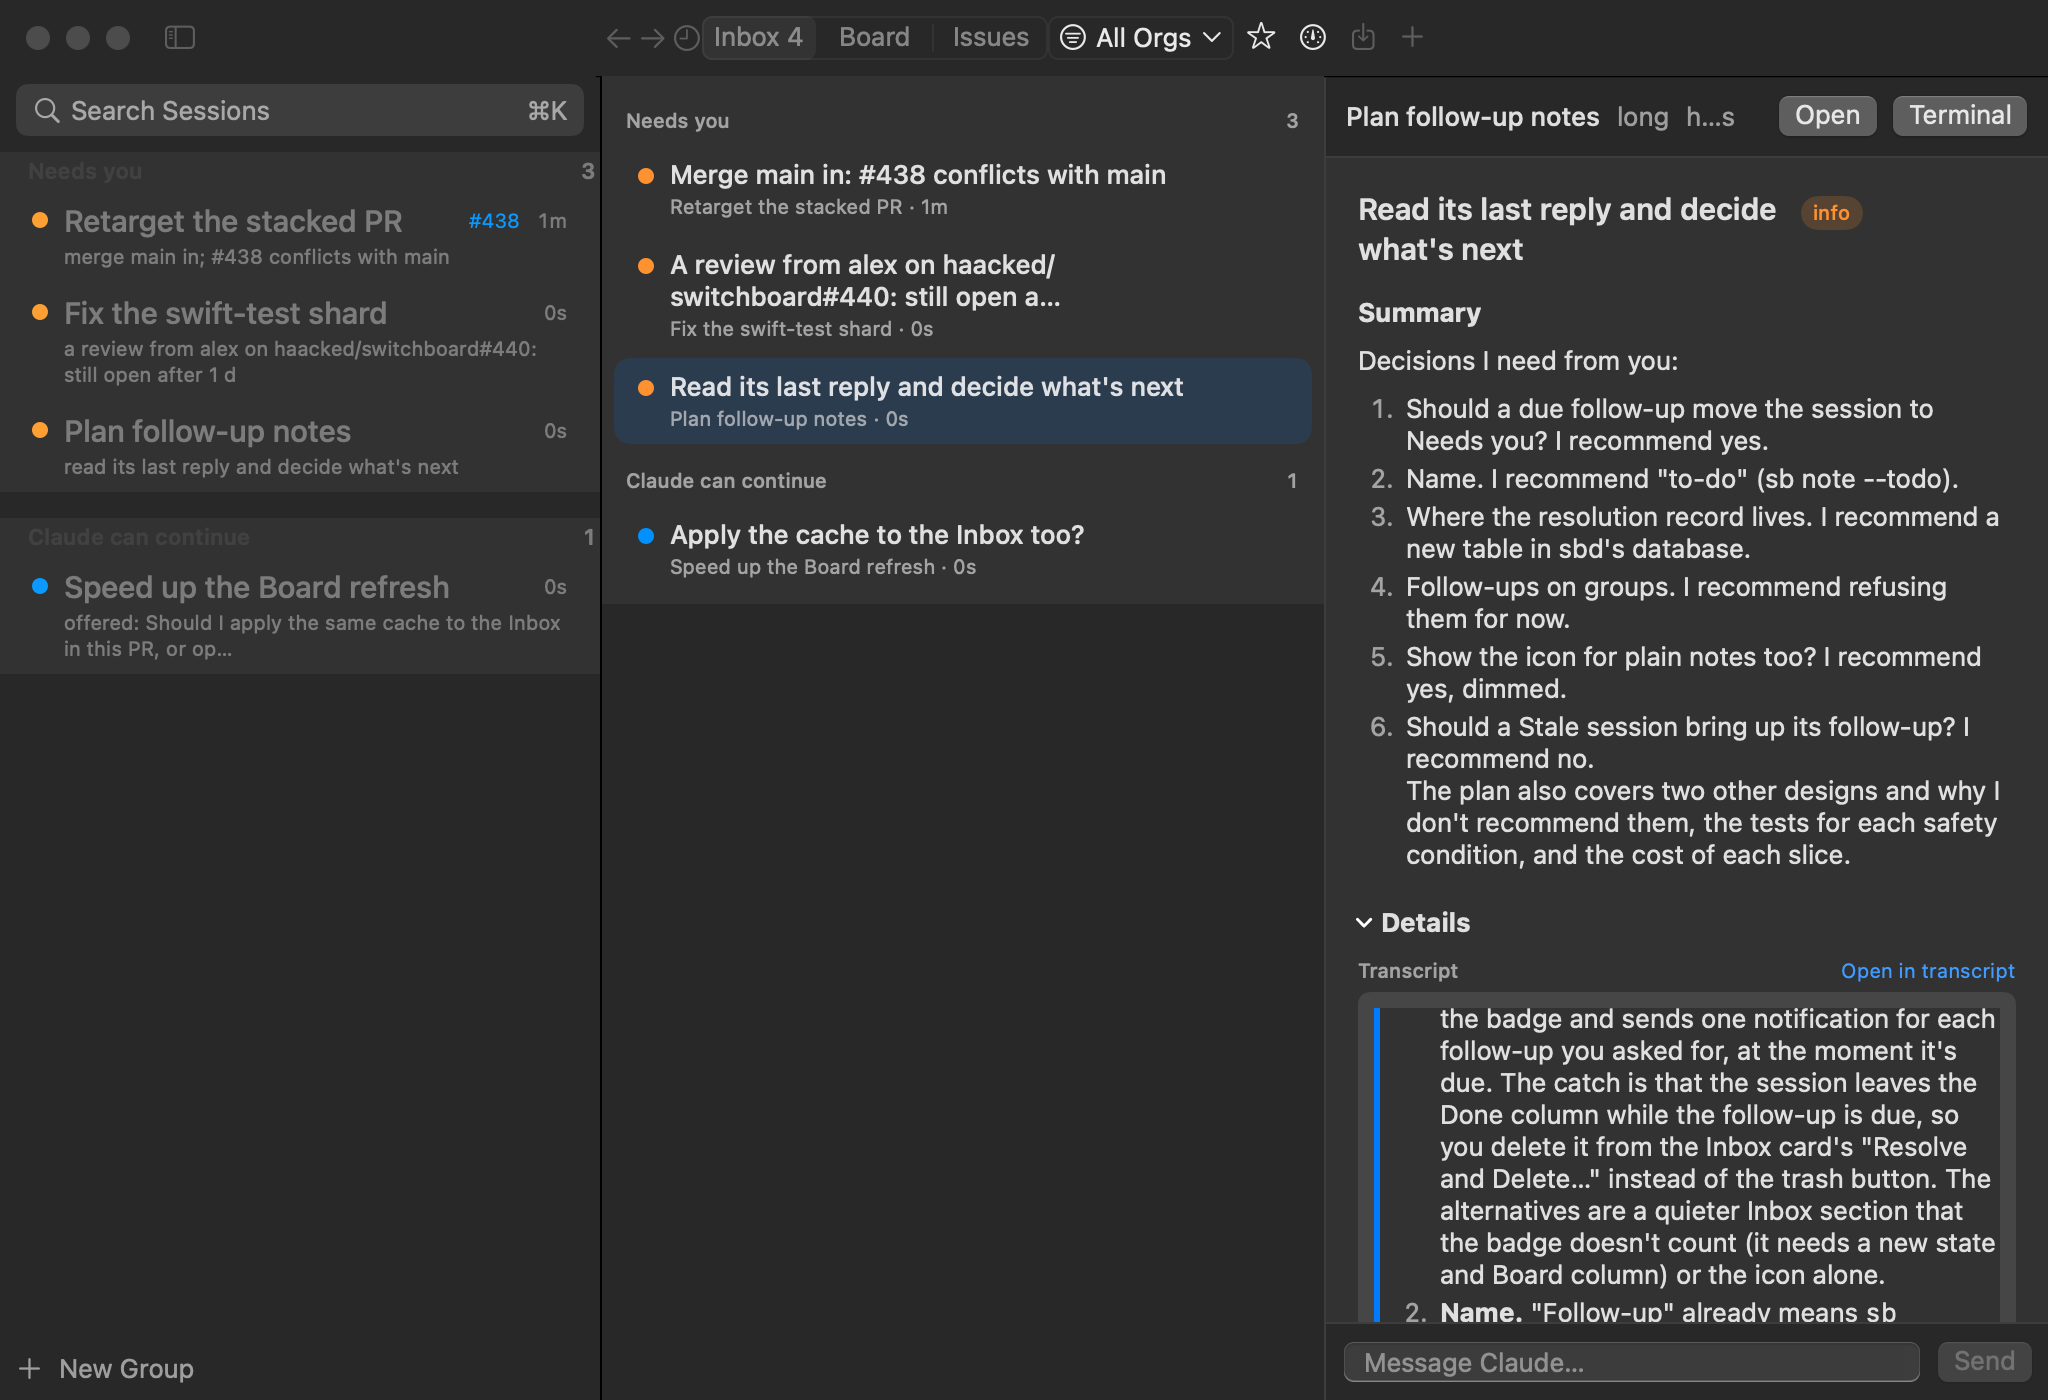 Inbox 4
Board
Issues
All Orgs
Search Sessions
⌘K
Needs you
3
Retarget the stacked PR
#438
1m
merge main in; #438 conflicts with main
Fix the swift-test shard
0s
a review from alex on haacked/switchboard#440:
still open after 1 d
Plan follow-up notes
0s
read its last reply and decide what's next
Claude can continue
1
Speed up the Board refresh
0s
offered: Should I apply the same cache to the Inbox
in this PR, or op...
New Group
Needs you
3
Merge main in: #438 conflicts with main
Retarget the stacked PR · 1m
A review from alex on haacked/
switchboard#440: still open a...
Fix the swift-test shard · 0s
Read its last reply and decide what's next
Plan follow-up notes · 0s
Claude can continue
1
Apply the cache to the Inbox too?
Speed up the Board refresh · 0s
Plan follow-up notes
long h...s
Open
Terminal
Read its last reply and decide
what's next
info
Summary
Decisions I need from you:
1. Should a due follow-up move the session to
Needs you? I recommend yes.
2. Name. I recommend "to-do" (sb note --todo).
3. Where the resolution record lives. I recommend a
new table in sbd's database.
4. Follow-ups on groups. I recommend refusing
them for now.
5. Show the icon for plain notes too? I recommend
yes, dimmed.
6. Should a Stale session bring up its follow-up? I
recommend no.
The plan also covers two other designs and why I
don't recommend them, the tests for each safety
condition, and the cost of each slice.
Details
Transcript
Open in transcript
the badge and sends one notification for each
follow-up you asked for, at the moment it's
due. The catch is that the session leaves the
Done column while the follow-up is due, so
you delete it from the Inbox card's "Resolve
and Delete..." instead of the trash button. The
alternatives are a quieter Inbox section that
the badge doesn't count (it needs a new state
and Board column) or the icon alone.
2. Name. "Follow-up" already means sb
Message Claude...
Send